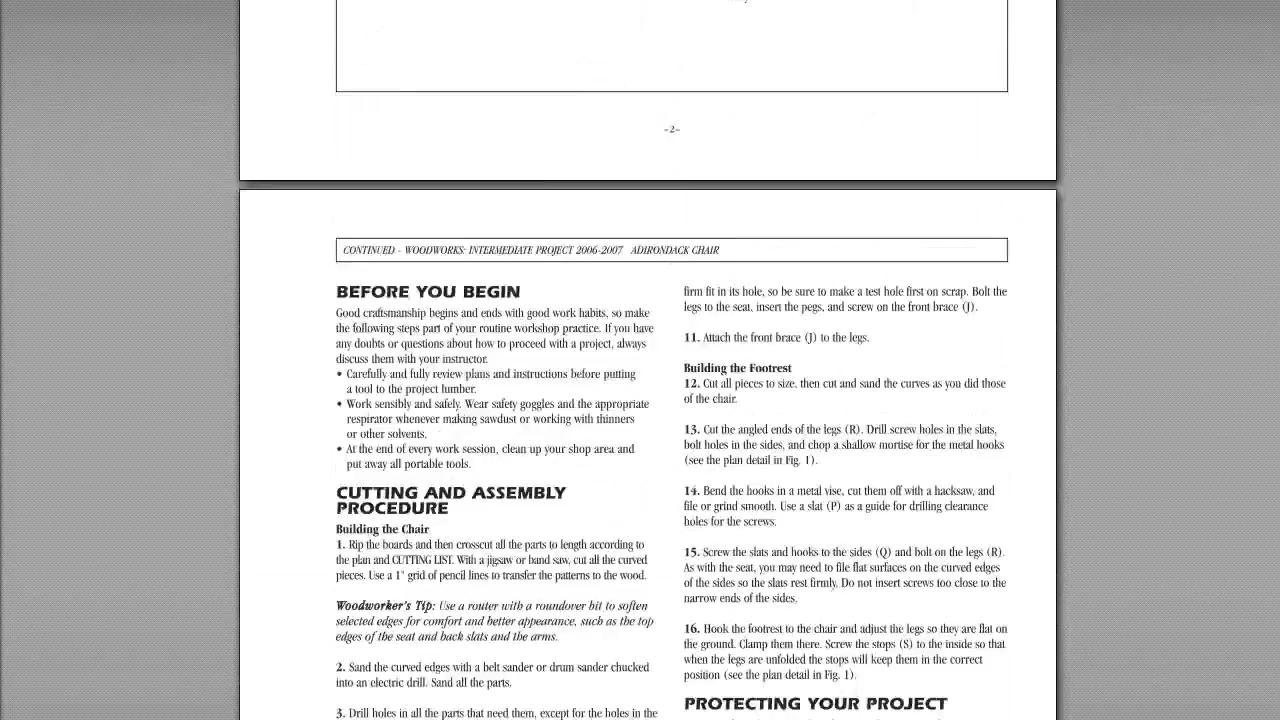 -2-
CONTINUED - WOODWORKS: INTERMEDIATE PROJECT 2006-2007 ADIRONDACK CHAIR
BEFORE YOU BEGIN
Good craftsmanship begins and ends with good work habits, so make
the following steps part of your routine workshop practice. If you have
any doubts or questions about how to proceed with a project, always
discuss them with your instructor.
• Carefully and fully review plans and instructions before putting
a tool to the project lumber.
• Work sensibly and safely. Wear safety goggles and the appropriate
respirator whenever making sawdust or working with thinners
or other solvents.
• At the end of every work session, clean up your shop area and
put away all portable tools.
CUTTING AND ASSEMBLY
PROCEDURE
Building the Chair
1. Rip the boards and then crosscut all the parts to length according to
the plan and CUTTING LIST. With a jigsaw or band saw, cut all the curved
pieces. Use a 1" grid of pencil lines to transfer the patterns to the wood.
Woodworker's Tip: Use a router with a roundover bit to soften
selected edges for comfort and better appearance, such as the top
edges of the seat and back slats and the arms.
2. Sand the curved edges with a belt sander or drum sander chucked
into an electric drill. Sand all the parts.
3. Drill holes in all the parts that need them, except for the holes in the
firm fit in its hole, so be sure to make a test hole first on scrap. Bolt the
legs to the seat, insert the pegs, and screw on the front brace (J).
11. Attach the front brace (J) to the legs.
Building the Footrest
12. Cut all pieces to size. then cut and sand the curves as you did those
of the chair.
13. Cut the angled ends of the legs (R). Drill screw holes in the slats,
bolt holes in the sides, and chop a shallow mortise for the metal hooks
(see the plan detail in Fig. 1).
14. Bend the hooks in a metal vise, cut them off with a hacksaw, and
file or grind smooth. Use a slat (P) as a guide for drilling clearance
holes for the screws.
15. Screw the slats and hooks to the sides (Q) and bolt on the legs (R).
As with the seat, you may need to file flat surfaces on the curved edges
of the sides so the slats rest firmly. Do not insert screws too close to the
narrow ends of the sides.
16. Hook the footrest to the chair and adjust the legs so they are flat on
the ground. Clamp them there. Screw the stops (S) to the inside so that
when the legs are unfolded the stops will keep them in the correct
position (see the plan detail in Fig. 1).
PROTECTING YOUR PROJECT